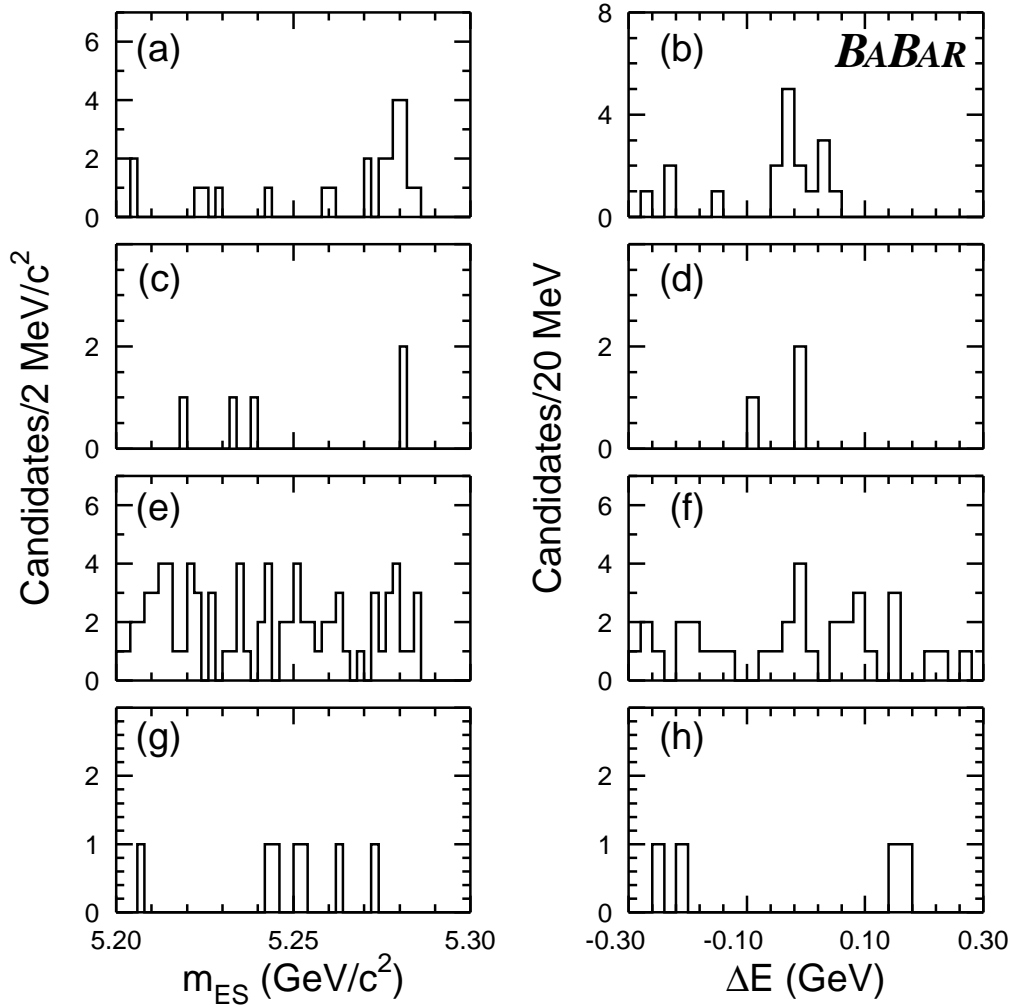 Candidates/2 MeV/c²
(a)
6
4
2
0
(c)
2
0
(e)
6
4
2
0
(g)
2
1
0
5.20 5.25 5.30
m_ES (GeV/c²)
Candidates/20 MeV
(b) BABAR
8
4
0
(d)
2
0
(f)
6
4
2
0
(h)
2
1
0
-0.30 -0.10 0.10 0.30
ΔE (GeV)